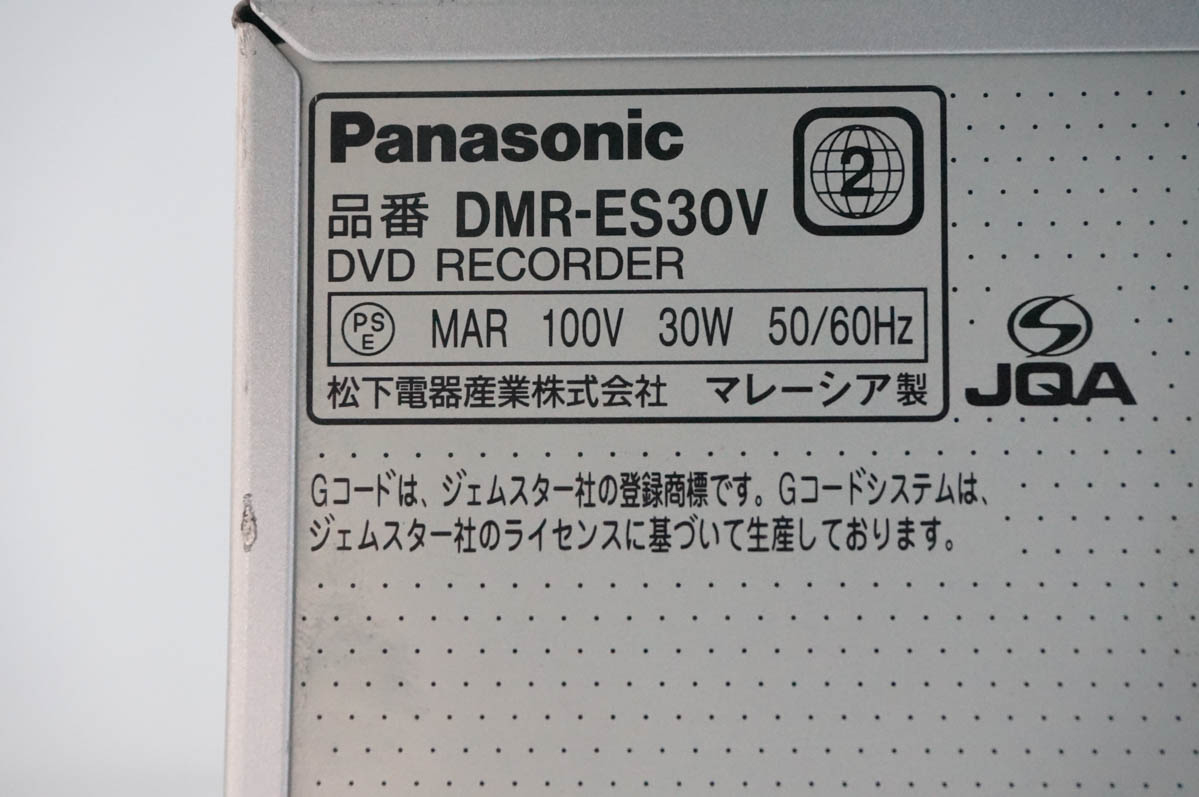 Panasonic
2
品番 DMR-ES30V
DVD RECORDER
PSE MAR 100V 30W 50/60Hz
松下電器産業株式会社 マレーシア製
JQA
Gコードは、ジェムスター社の登録商標です。Gコードシステムは、
ジェムスター社のライセンスに基づいて生産しております。